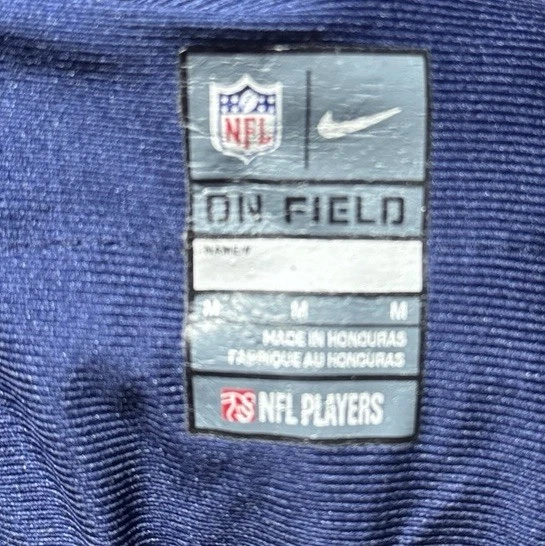 NFL
ON FIELD
M M M
MADE IN HONDURAS
FABRIQUE AU HONDURAS
NFL PLAYERS